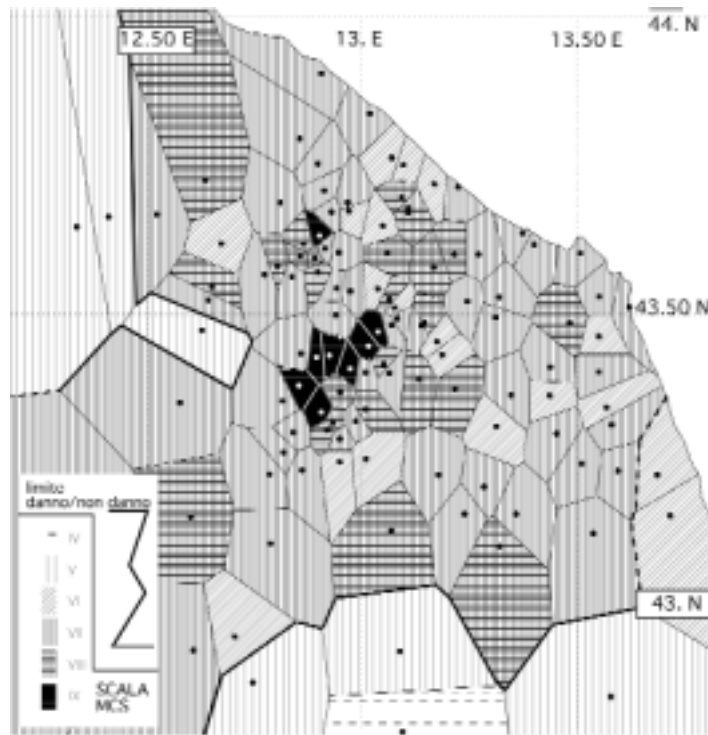 44. N
12.50 E
13. E
13.50 E
43.50 N
limite
danno/non danno
IV
V
VI
VII
VIII
IX
SCALA
MCS
43. N